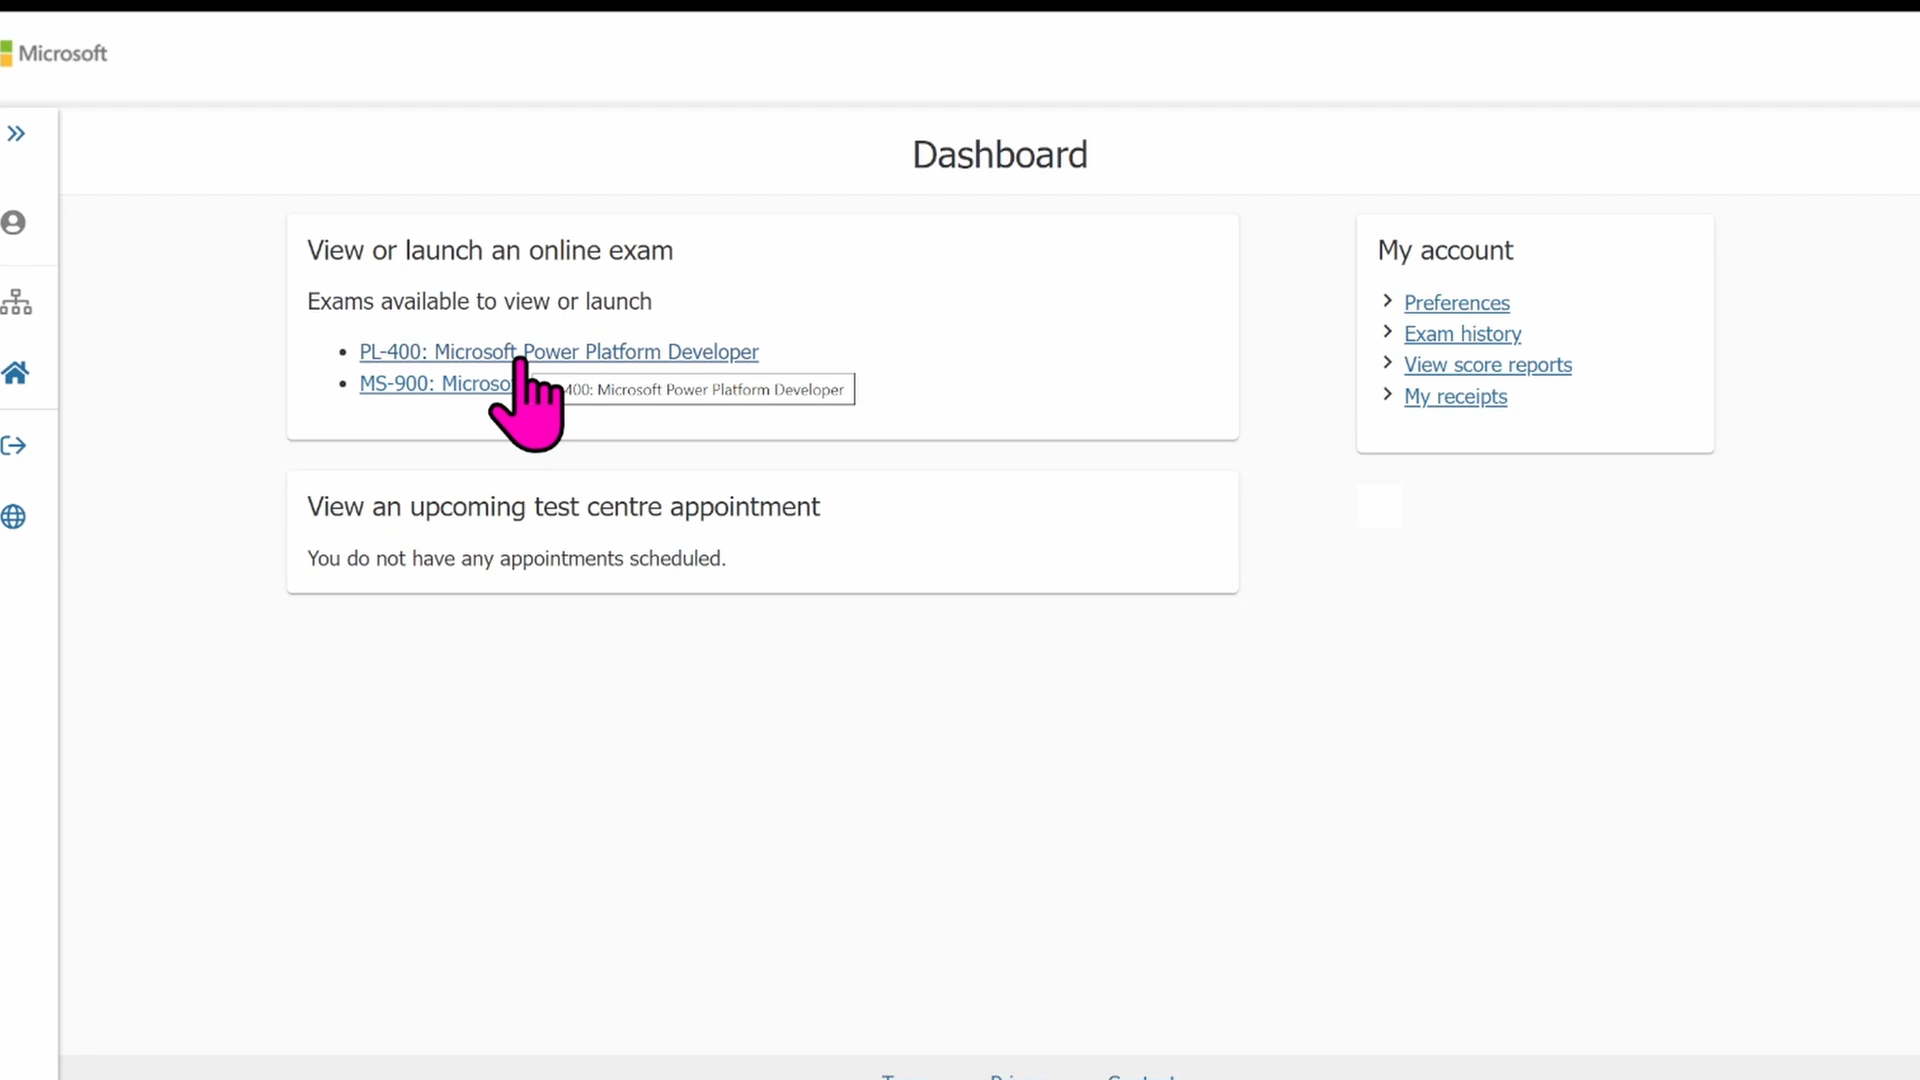 Microsoft
Dashboard
View or launch an online exam
Exams available to view or launch
PL-400: Microsoft Power Platform Developer
MS-900:
400: Microsoft Power Platform Developer
View an upcoming test centre appointment
You do not have any appointments scheduled.
My account
Preferences
Exam history
View score reports
My receipts